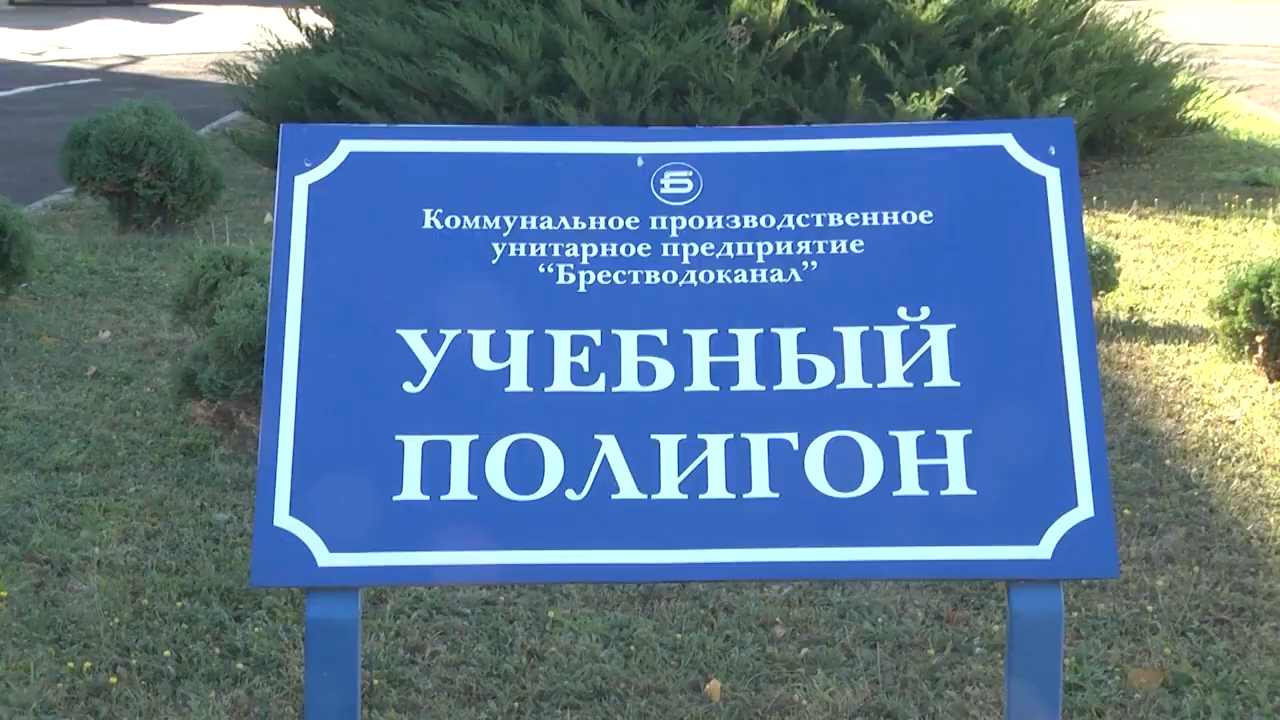 Б
Коммунальное производственное
унитарное предприятие
“Брестводоканал”
УЧЕБНЫЙ
ПОЛИГОН